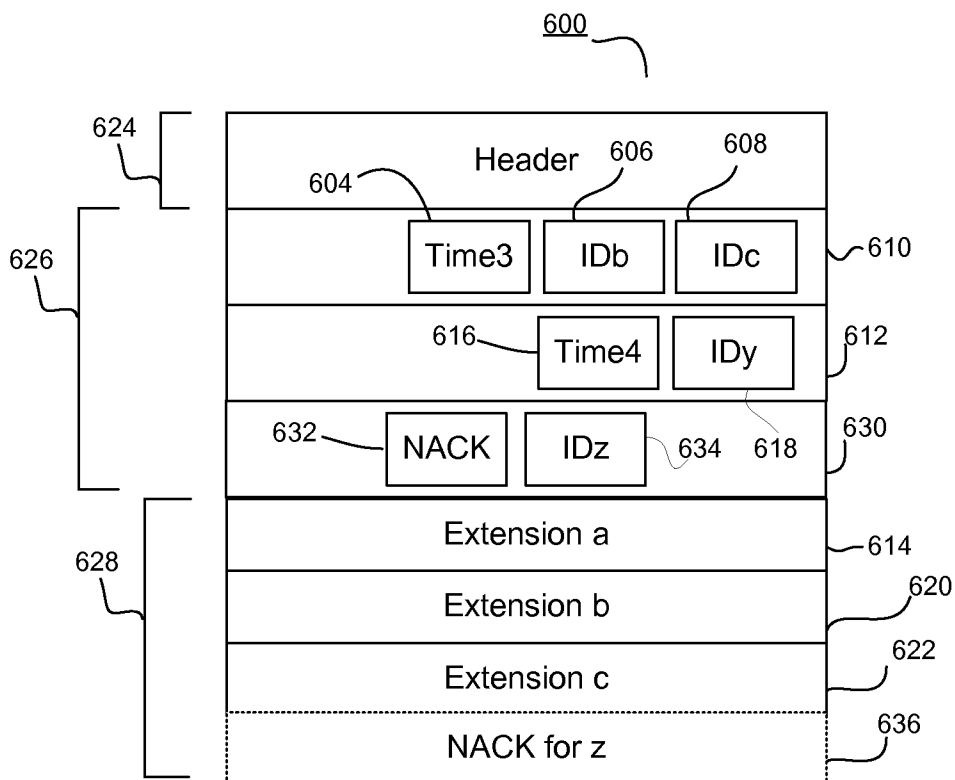 600
624
Header
604
606
608
626
Time3
IDb
IDc
610
616
Time4
IDy
612
632
NACK
IDz
634
618
630
628
Extension a
614
Extension b
620
Extension c
622
NACK for z
636